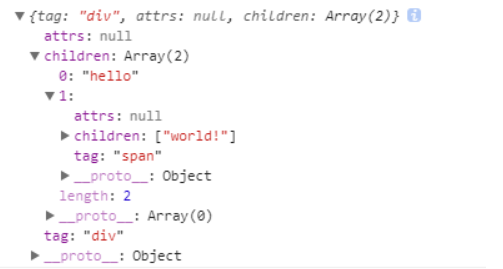 ▼{tag: "div", attrs: null, children: Array(2)} i
attrs: null
▼children: Array(2)
0: "hello"
▼1:
attrs: null
▶children: ["world!"]
tag: "span"
▶__proto__: Object
length: 2
▶__proto__: Array(0)
tag: "div"
▶__proto__: Object